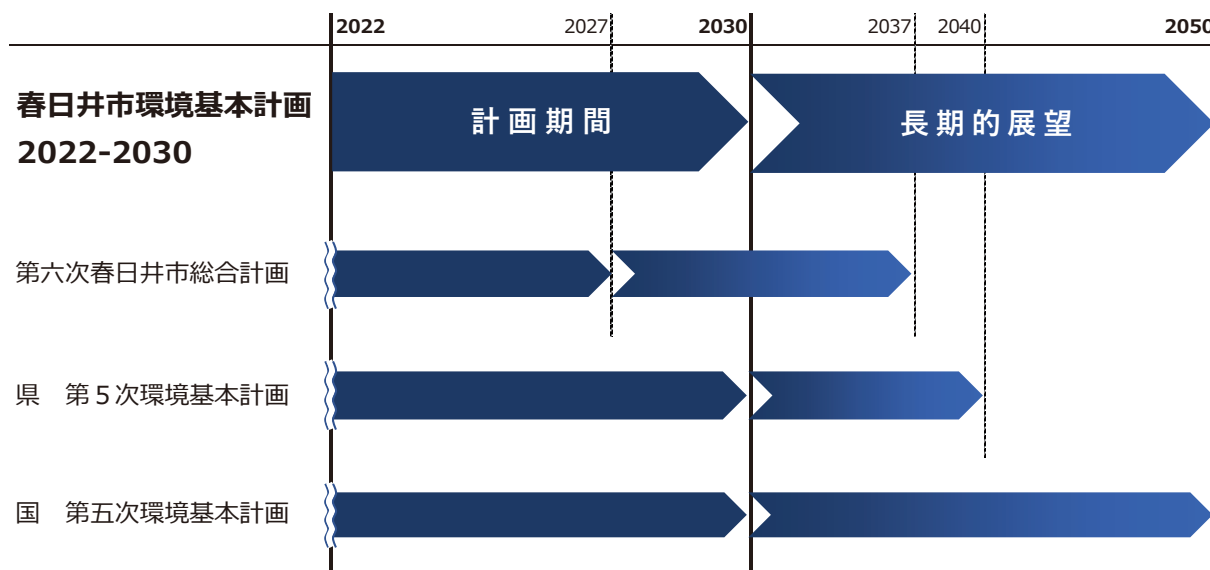 2022
2027
2030
2037
2040
2050
春日井市環境基本計画
2022-2030
計画期間
長期的展望
第六次春日井市総合計画
県　第５次環境基本計画
国　第五次環境基本計画